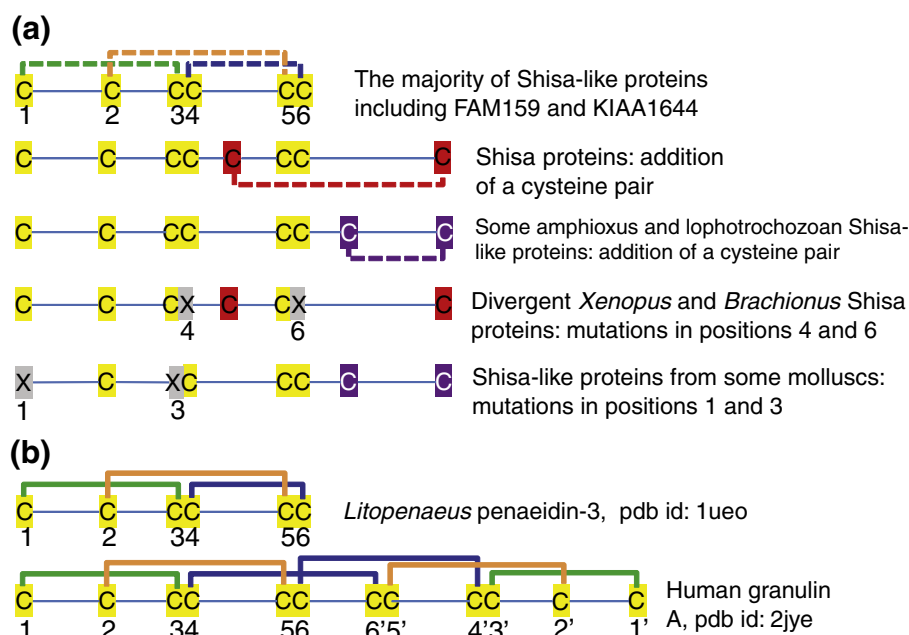 (a)
C C CC CC
1 2 34 56
The majority of Shisa-like proteins
including FAM159 and KIAA1644
C C CC C CC C
Shisa proteins: addition
of a cysteine pair
C C CC CC C C
Some amphioxus and lophotrochozoan Shisa-
like proteins: addition of a cysteine pair
C C CX C CX C
4 6
Divergent Xenopus and Brachionus Shisa
proteins: mutations in positions 4 and 6
X C XC CC C C
1 3
Shisa-like proteins from some molluscs:
mutations in positions 1 and 3
(b)
C C CC CC
1 2 34 56
Litopenaeus penaeidin-3, pdb id: 1ueo
C C CC CC CC CC C C
1 2 34 56 6'5' 4'3' 2' 1'
Human granulin
A, pdb id: 2jye